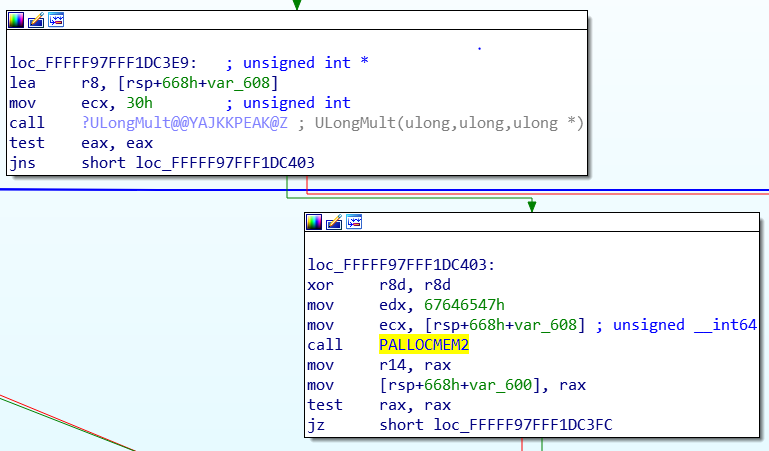 loc_FFFFF97FFF1DC3E9: ; unsigned int *
lea r8, [rsp+668h+var_608]
mov ecx, 30h ; unsigned int
call ?ULongMult@@YAJKKPEAK@Z ; ULongMult(ulong,ulong,ulong *)
test eax, eax
jns short loc_FFFFF97FFF1DC403
loc_FFFFF97FFF1DC403:
xor r8d, r8d
mov edx, 67646547h
mov ecx, [rsp+668h+var_608] ; unsigned __int64
call PALLOCMEM2
mov r14, rax
mov [rsp+668h+var_600], rax
test rax, rax
jz short loc_FFFFF97FFF1DC3FC